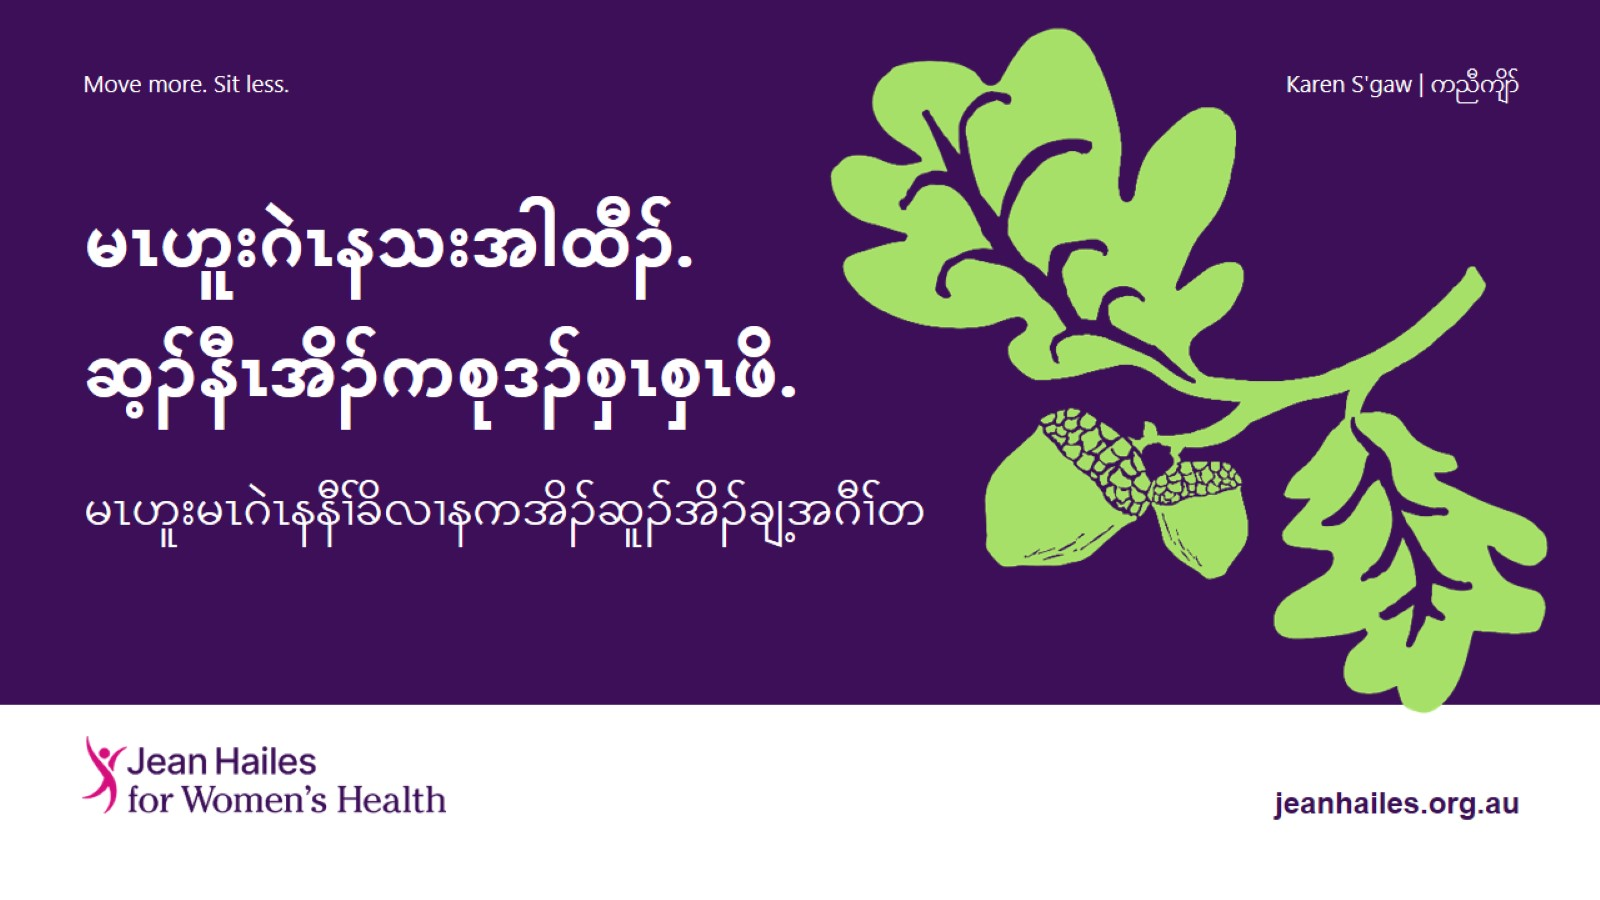 Move more. Sit less.
Karen S'gaw | ကညီကျိာ်
မၤဟူးဂဲၤနသးအါထီၣ်.
ဆ့ၣ်နီၤအိၣ်ကစုဒၣ်စှၤစှၤဖိ.
မၤဟူးမၤဂဲၤနနီၢ်ခိလၢနကအိၣ်ဆူၣ်အိၣ်ချ့အဂီၢ်တ
Jean Hailes
for Women's Health
jeanhailes.org.au